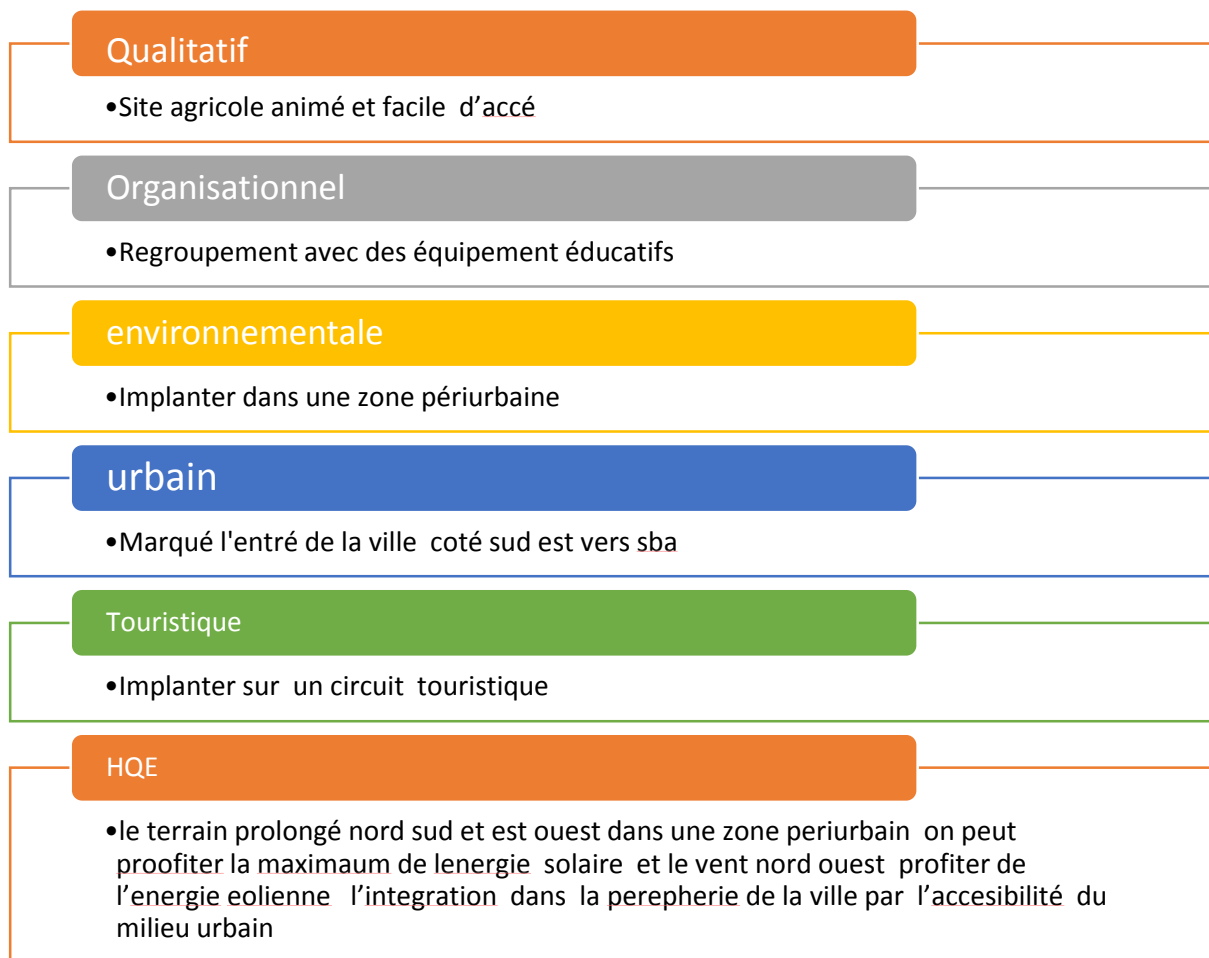 Qualitatif
•Site agricole animé et facile d’accé
Organisationnel
•Regroupement avec des équipement éducatifs
environnementale
•Implanter dans une zone périurbaine
urbain
•Marqué l'entré de la ville coté sud est vers sba
Touristique
•Implanter sur un circuit touristique
HQE
•le terrain prolongé nord sud et est ouest dans une zone periurbain on peut
proofiter la maximaum de lenergie solaire et le vent nord ouest profiter de
l’energie eolienne l’integration dans la perepherie de la ville par l’accesibilité du
milieu urbain